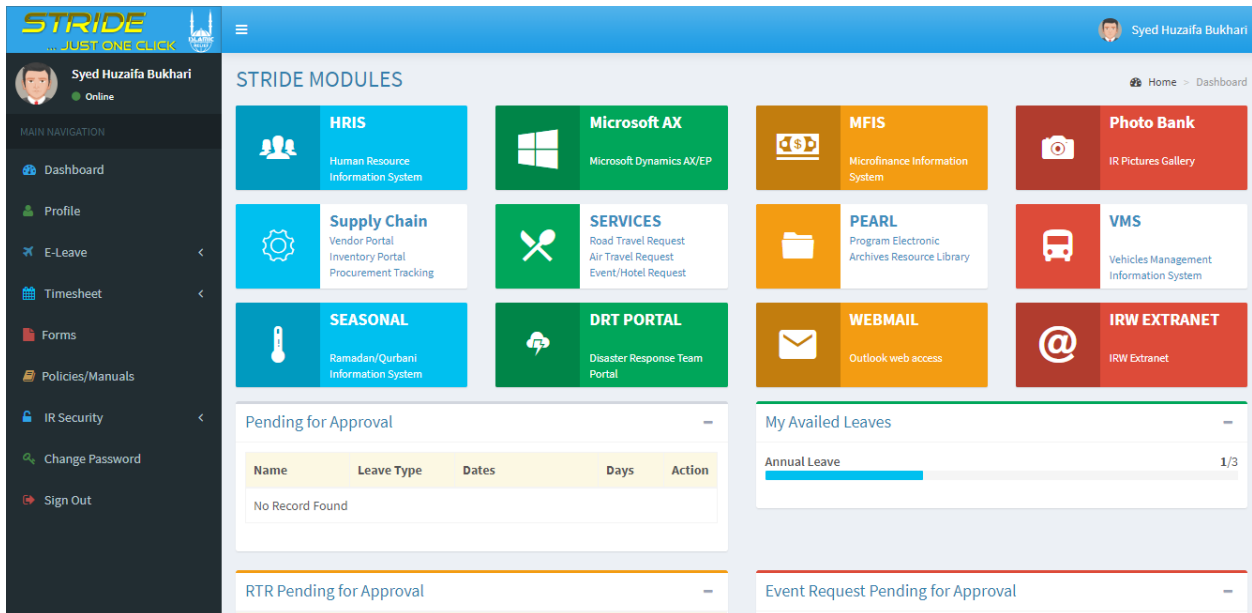 STRIDE
... JUST ONE CLICK
ISLAMIC
RELIEF
Syed Huzaifa Bukhari
Syed Huzaifa Bukhari
Online
MAIN NAVIGATION
Dashboard
Profile
E-Leave
Timesheet
Forms
Policies/Manuals
IR Security
Change Password
Sign Out
STRIDE MODULES
Home > Dashboard
HRIS
Human Resource
Information System
Microsoft AX
Microsoft Dynamics AX/EP
MFIS
Microfinance Information
System
Photo Bank
IR Pictures Gallery
Supply Chain
Vendor Portal
Inventory Portal
Procurement Tracking
SERVICES
Road Travel Request
Air Travel Request
Event/Hotel Request
PEARL
Program Electronic
Archives Resource Library
VMS
Vehicles Management
Information System
SEASONAL
Ramadan/Qurbani
Information System
DRT PORTAL
Disaster Response Team
Portal
WEBMAIL
Outlook web access
IRW EXTRANET
IRW Extranet
Pending for Approval
Name Leave Type Dates Days Action
No Record Found
My Availed Leaves
Annual Leave 1/3
RTR Pending for Approval
Event Request Pending for Approval